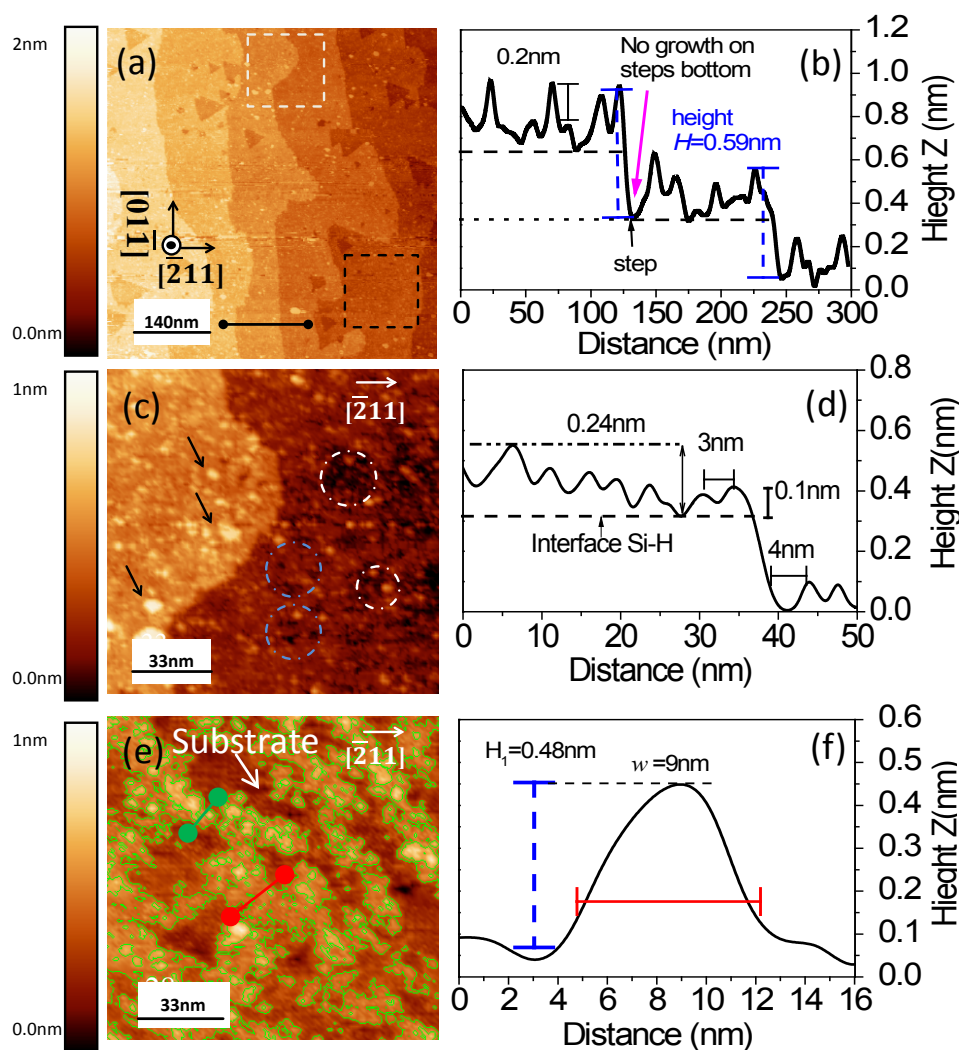 2nm
0.0nm
(a)
[01̄1]
[2̄11]
140nm
(b)
No growth on
steps bottom
0.2nm
height
H=0.59nm
step
1.2
1.0
0.8
0.6
0.4
0.2
0.0
Hieght Z (nm)
0 50 100 150 200 250 300
Distance (nm)
1nm
0.0nm
(c)
[2̄11]
33nm
(d)
0.24nm
3nm
0.1nm
Interface Si-H
4nm
0.8
0.6
0.4
0.2
0.0
Height Z(nm)
0 10 20 30 40 50
Distance (nm)
1nm
0.0nm
(e)
Substrate
[2̄11]
33nm
(f)
H₁=0.48nm
w=9nm
0.6
0.5
0.4
0.3
0.2
0.1
0.0
Hieght Z(nm)
0 2 4 6 8 10 12 14 16
Distance (nm)